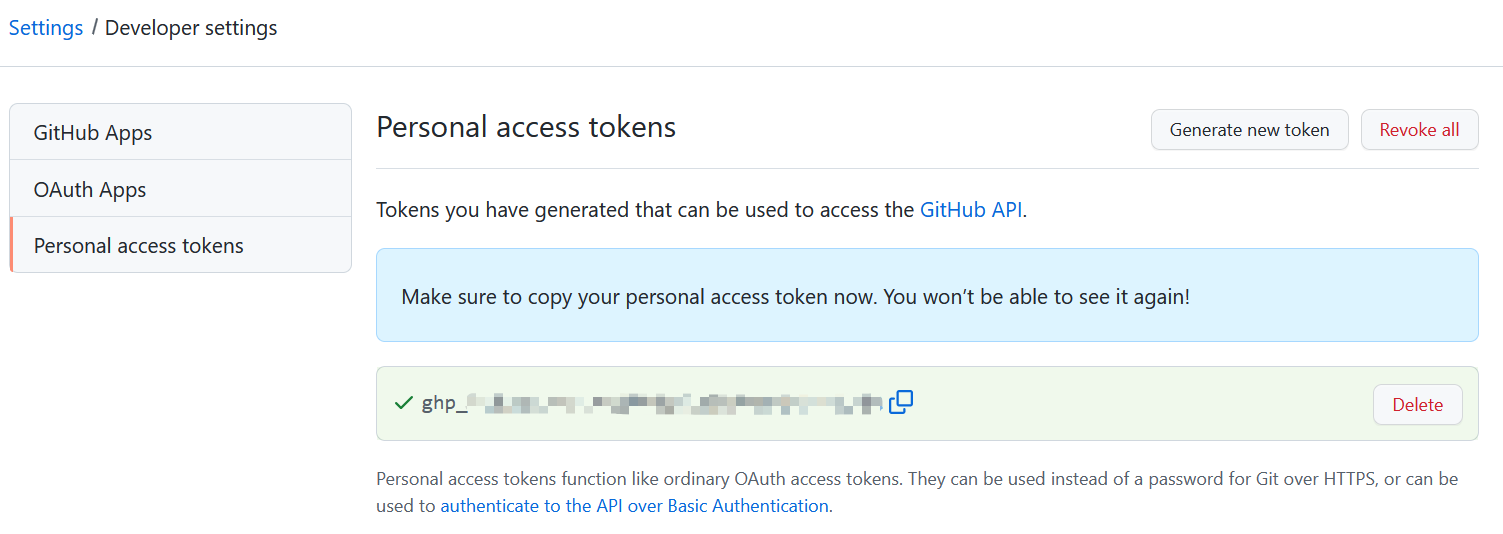 Settings / Developer settings
GitHub Apps
OAuth Apps
Personal access tokens
Personal access tokens
Generate new token
Revoke all
Tokens you have generated that can be used to access the GitHub API.
Make sure to copy your personal access token now. You won’t be able to see it again!
ghp_
Delete
Personal access tokens function like ordinary OAuth access tokens. They can be used instead of a password for Git over HTTPS, or can be
used to authenticate to the API over Basic Authentication.